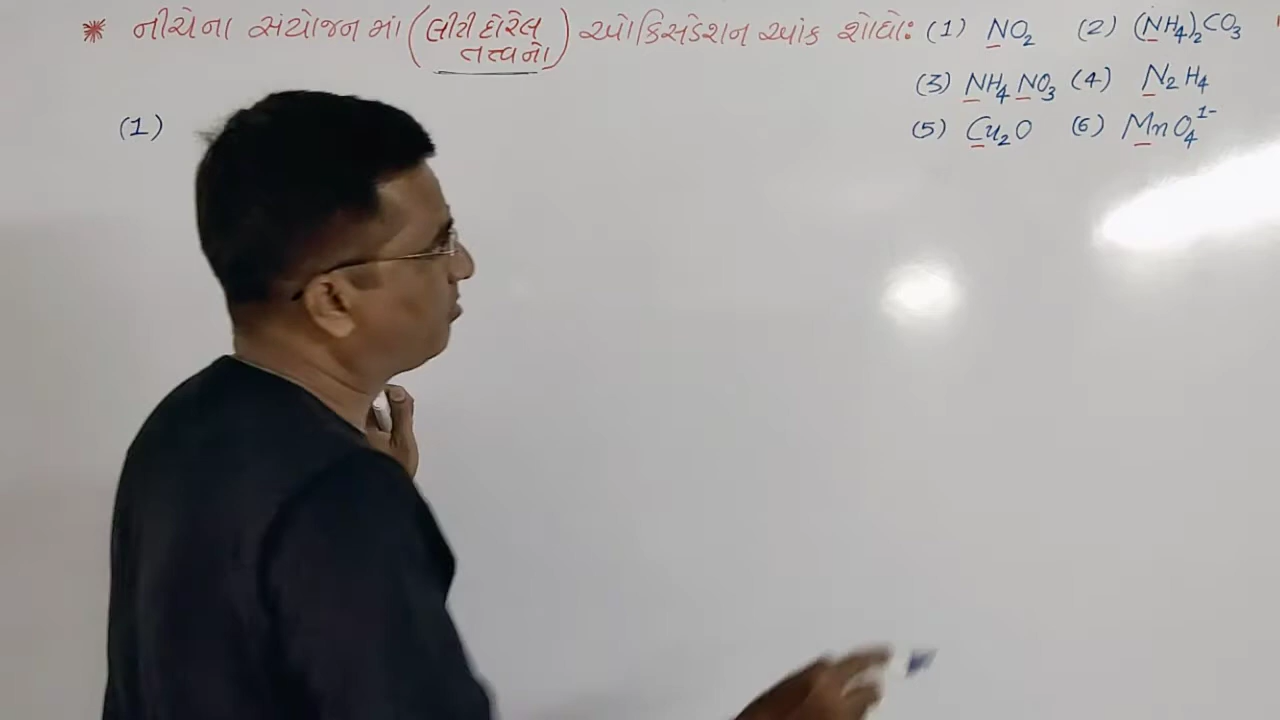 * નીચેના સંયોજન માં (લીટી દોરેલ તત્ત્વનો) ઓકિસડેશન આંક શોધો: (1) NO₂ (2) (NH₄)₂CO₃
(3) NH₄NO₃ (4) N₂H₄
(1)
(5) Cu₂O (6) MnO₄¹⁻